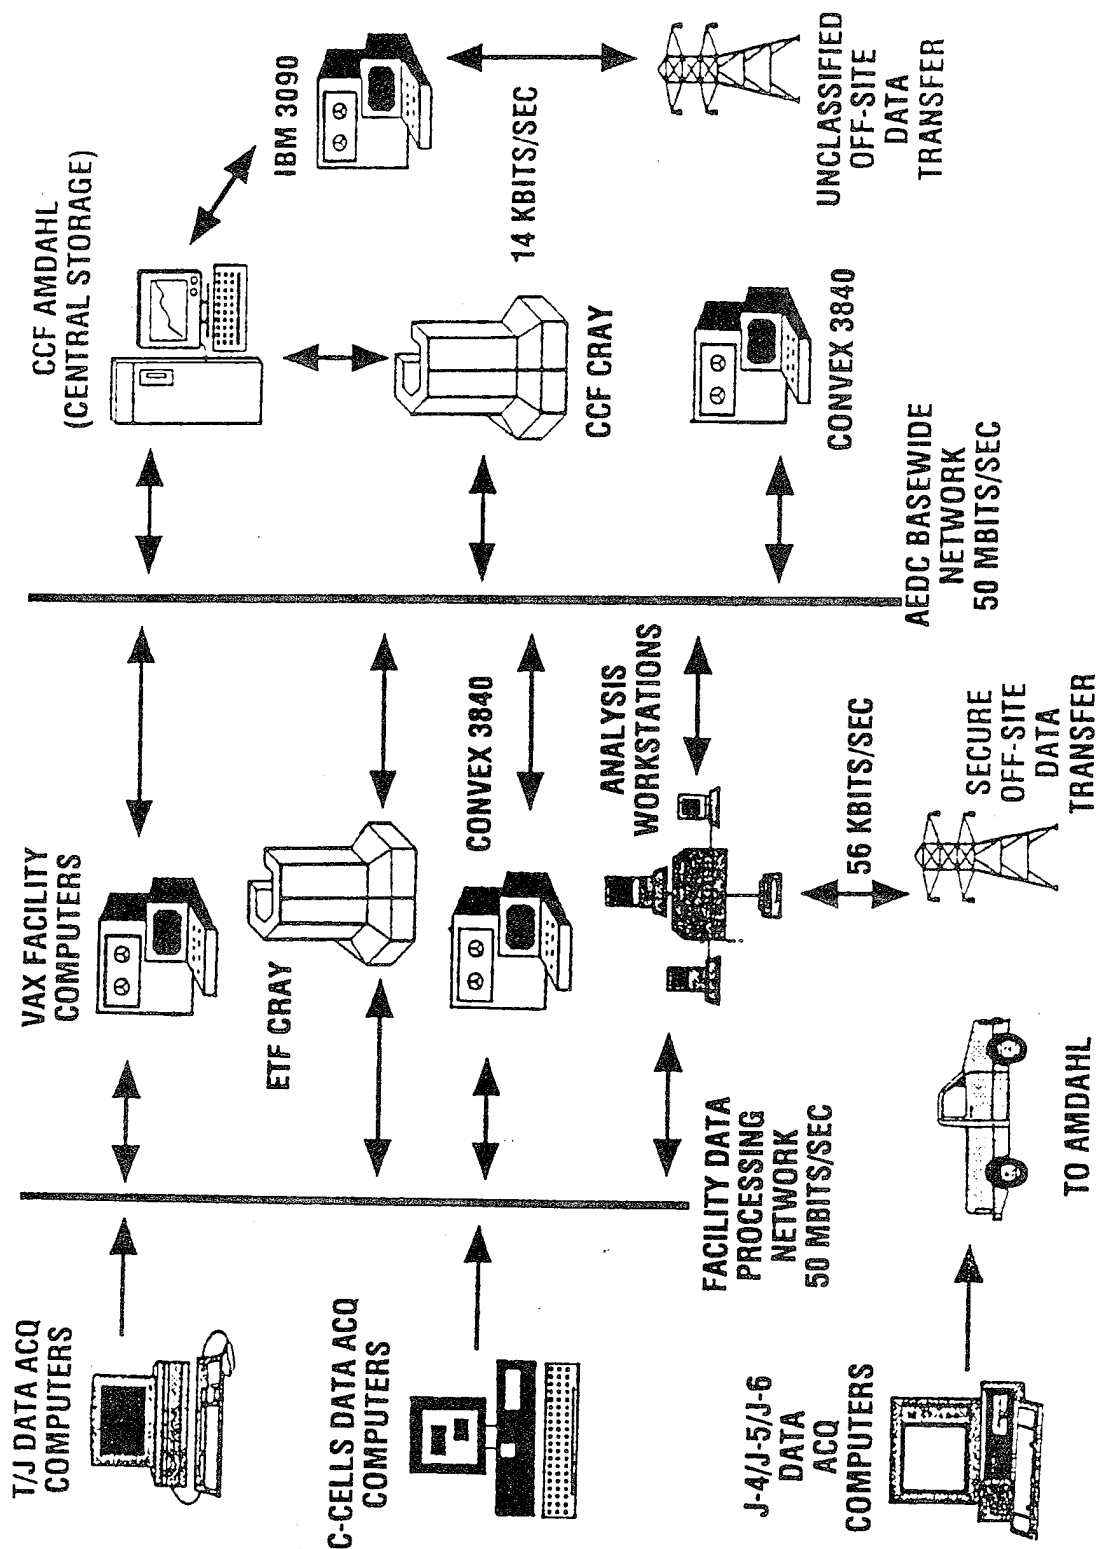 T/J DATA ACQ
COMPUTERS
C-CELLS DATA ACQ
COMPUTERS
J-4/J-5/J-6
DATA
ACQ
COMPUTERS
FACILITY DATA
PROCESSING
NETWORK
50 MBITS/SEC
TO AMDAHL
VAX FACILITY
COMPUTERS
ETF CRAY
CONVEX 3840
ANALYSIS
WORKSTATIONS
56 KBITS/SEC
SECURE
OFF-SITE
DATA
TRANSFER
AEDC BASEWIDE
NETWORK
50 MBITS/SEC
CCF AMDAHL
(CENTRAL STORAGE)
CCF CRAY
CONVEX 3840
IBM 3090
14 KBITS/SEC
UNCLASSIFIED
OFF-SITE
DATA
TRANSFER